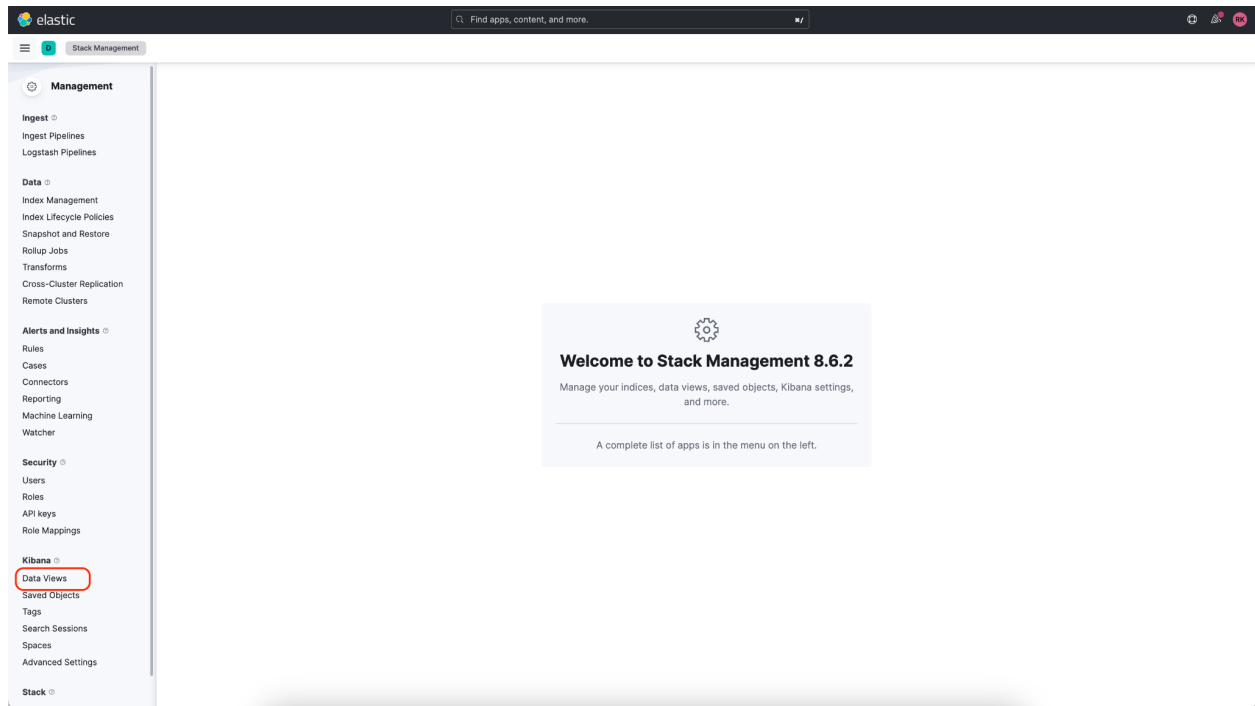 elastic
Find apps, content, and more.
⌘/
RK
D
Stack Management
Management
Ingest
Ingest Pipelines
Logstash Pipelines
Data
Index Management
Index Lifecycle Policies
Snapshot and Restore
Rollup Jobs
Transforms
Cross-Cluster Replication
Remote Clusters
Alerts and Insights
Rules
Cases
Connectors
Reporting
Machine Learning
Watcher
Security
Users
Roles
API keys
Role Mappings
Kibana
Data Views
Saved Objects
Tags
Search Sessions
Spaces
Advanced Settings
Stack
Welcome to Stack Management 8.6.2
Manage your indices, data views, saved objects, Kibana settings,
and more.
A complete list of apps is in the menu on the left.